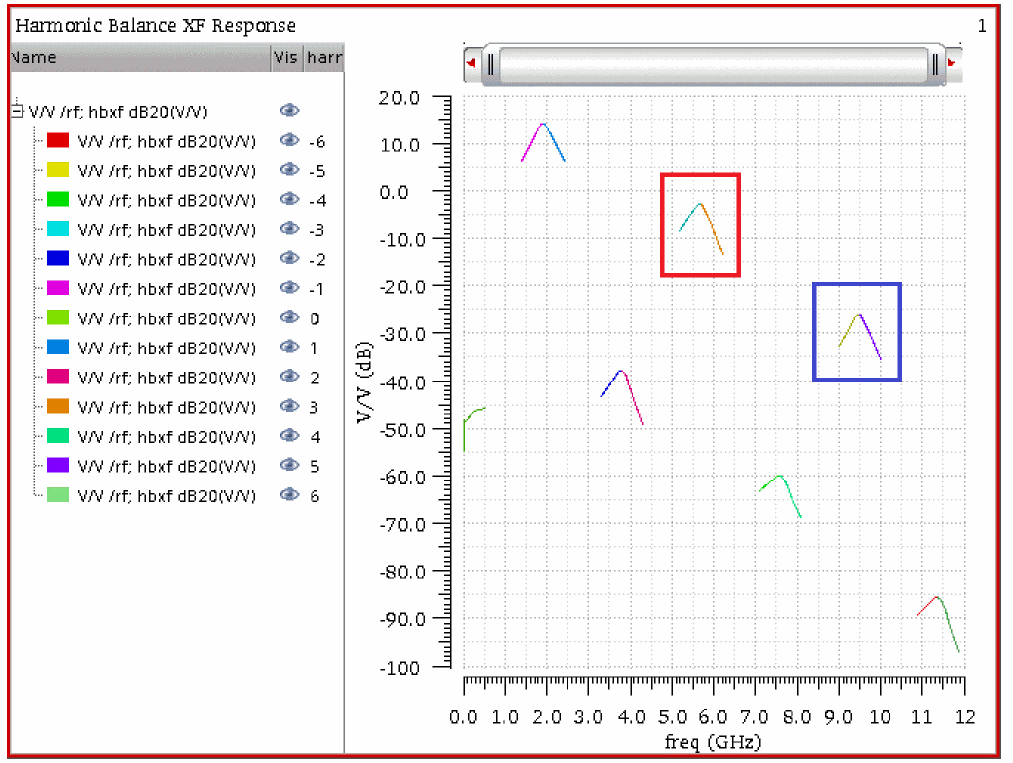 Harmonic Balance XF Response
1
Name Vis harr
V/V /rf; hbxf dB20(V/V)
V/V /rf; hbxf dB20(V/V) -6
V/V /rf; hbxf dB20(V/V) -5
V/V /rf; hbxf dB20(V/V) -4
V/V /rf; hbxf dB20(V/V) -3
V/V /rf; hbxf dB20(V/V) -2
V/V /rf; hbxf dB20(V/V) -1
V/V /rf; hbxf dB20(V/V) 0
V/V /rf; hbxf dB20(V/V) 1
V/V /rf; hbxf dB20(V/V) 2
V/V /rf; hbxf dB20(V/V) 3
V/V /rf; hbxf dB20(V/V) 4
V/V /rf; hbxf dB20(V/V) 5
V/V /rf; hbxf dB20(V/V) 6
V/V (dB)
20.0
10.0
0.0
-10.0
-20.0
-30.0
-40.0
-50.0
-60.0
-70.0
-80.0
-90.0
-100
0.0 1.0 2.0 3.0 4.0 5.0 6.0 7.0 8.0 9.0 10 11 12
freq (GHz)